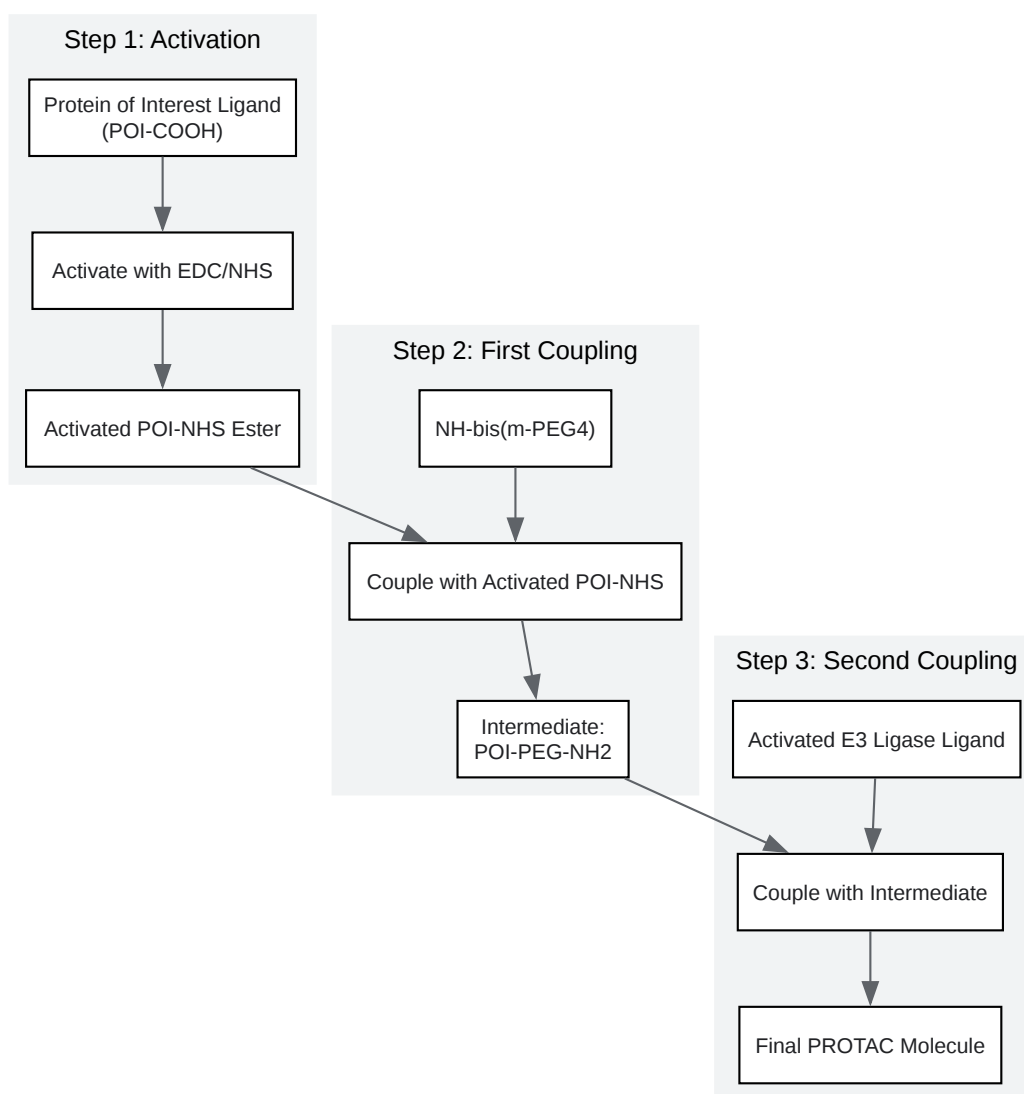 Step 1: Activation
Protein of Interest Ligand
(POI-COOH)
Activate with EDC/NHS
Activated POI-NHS Ester
Step 2: First Coupling
NH-bis(m-PEG4)
Couple with Activated POI-NHS
Intermediate:
POI-PEG-NH2
Step 3: Second Coupling
Activated E3 Ligase Ligand
Couple with Intermediate
Final PROTAC Molecule